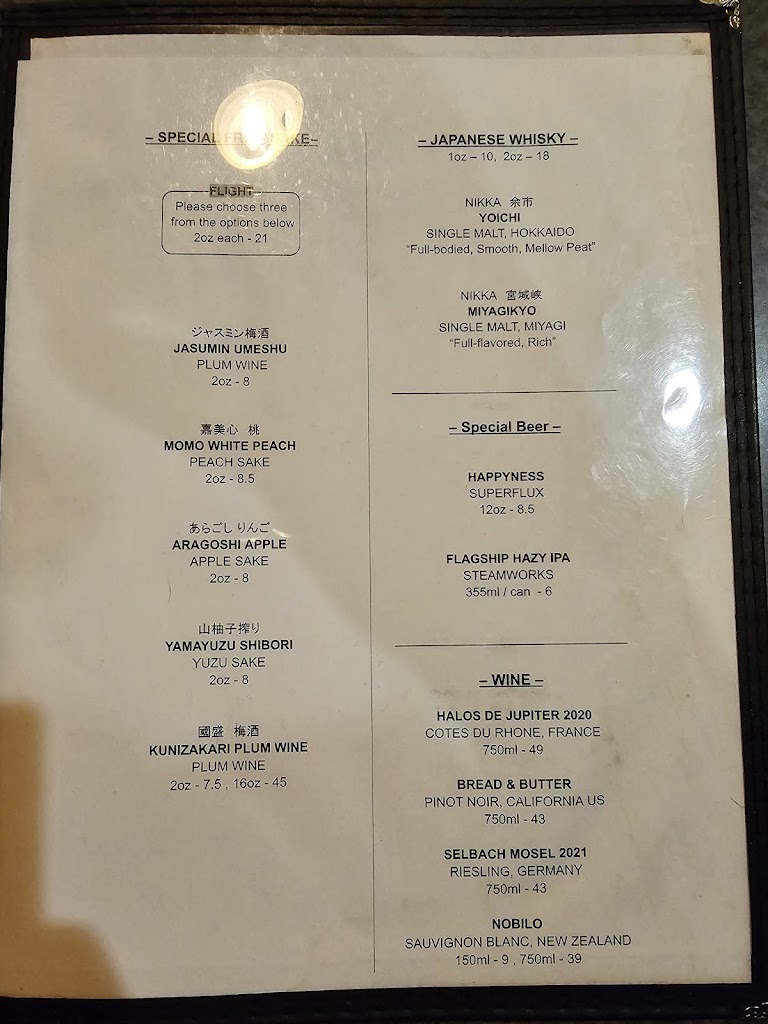 – SPECIAL
– FLIGHT –
Please choose three
from the options below
2oz each - 21
ジャスミン梅酒
JASUMIN UMESHU
PLUM WINE
2oz - 8
嘉美心 桃
MOMO WHITE PEACH
PEACH SAKE
2oz - 8.5
あらごし りんご
ARAGOSHI APPLE
APPLE SAKE
2oz - 8
山柚子搾り
YAMAYUZU SHIBORI
YUZU SAKE
2oz - 8
國盛 梅酒
KUNIZAKARI PLUM WINE
PLUM WINE
2oz - 7.5 , 16oz - 45
– JAPANESE WHISKY –
1oz – 10, 2oz – 18
NIKKA 余市
YOICHI
SINGLE MALT, HOKKAIDO
“Full-bodied, Smooth, Mellow Peat”
NIKKA 宮城峡
MIYAGIKYO
SINGLE MALT, MIYAGI
“Full-flavored, Rich”
– Special Beer –
HAPPYNESS
SUPERFLUX
12oz - 8.5
FLAGSHIP HAZY IPA
STEAMWORKS
355ml / can - 6
– WINE –
HALOS DE JUPITER 2020
COTES DU RHONE, FRANCE
750ml - 49
BREAD & BUTTER
PINOT NOIR, CALIFORNIA US
750ml - 43
SELBACH MOSEL 2021
RIESLING, GERMANY
750ml - 43
NOBILO
SAUVIGNON BLANC, NEW ZEALAND
150ml - 9 , 750ml - 39